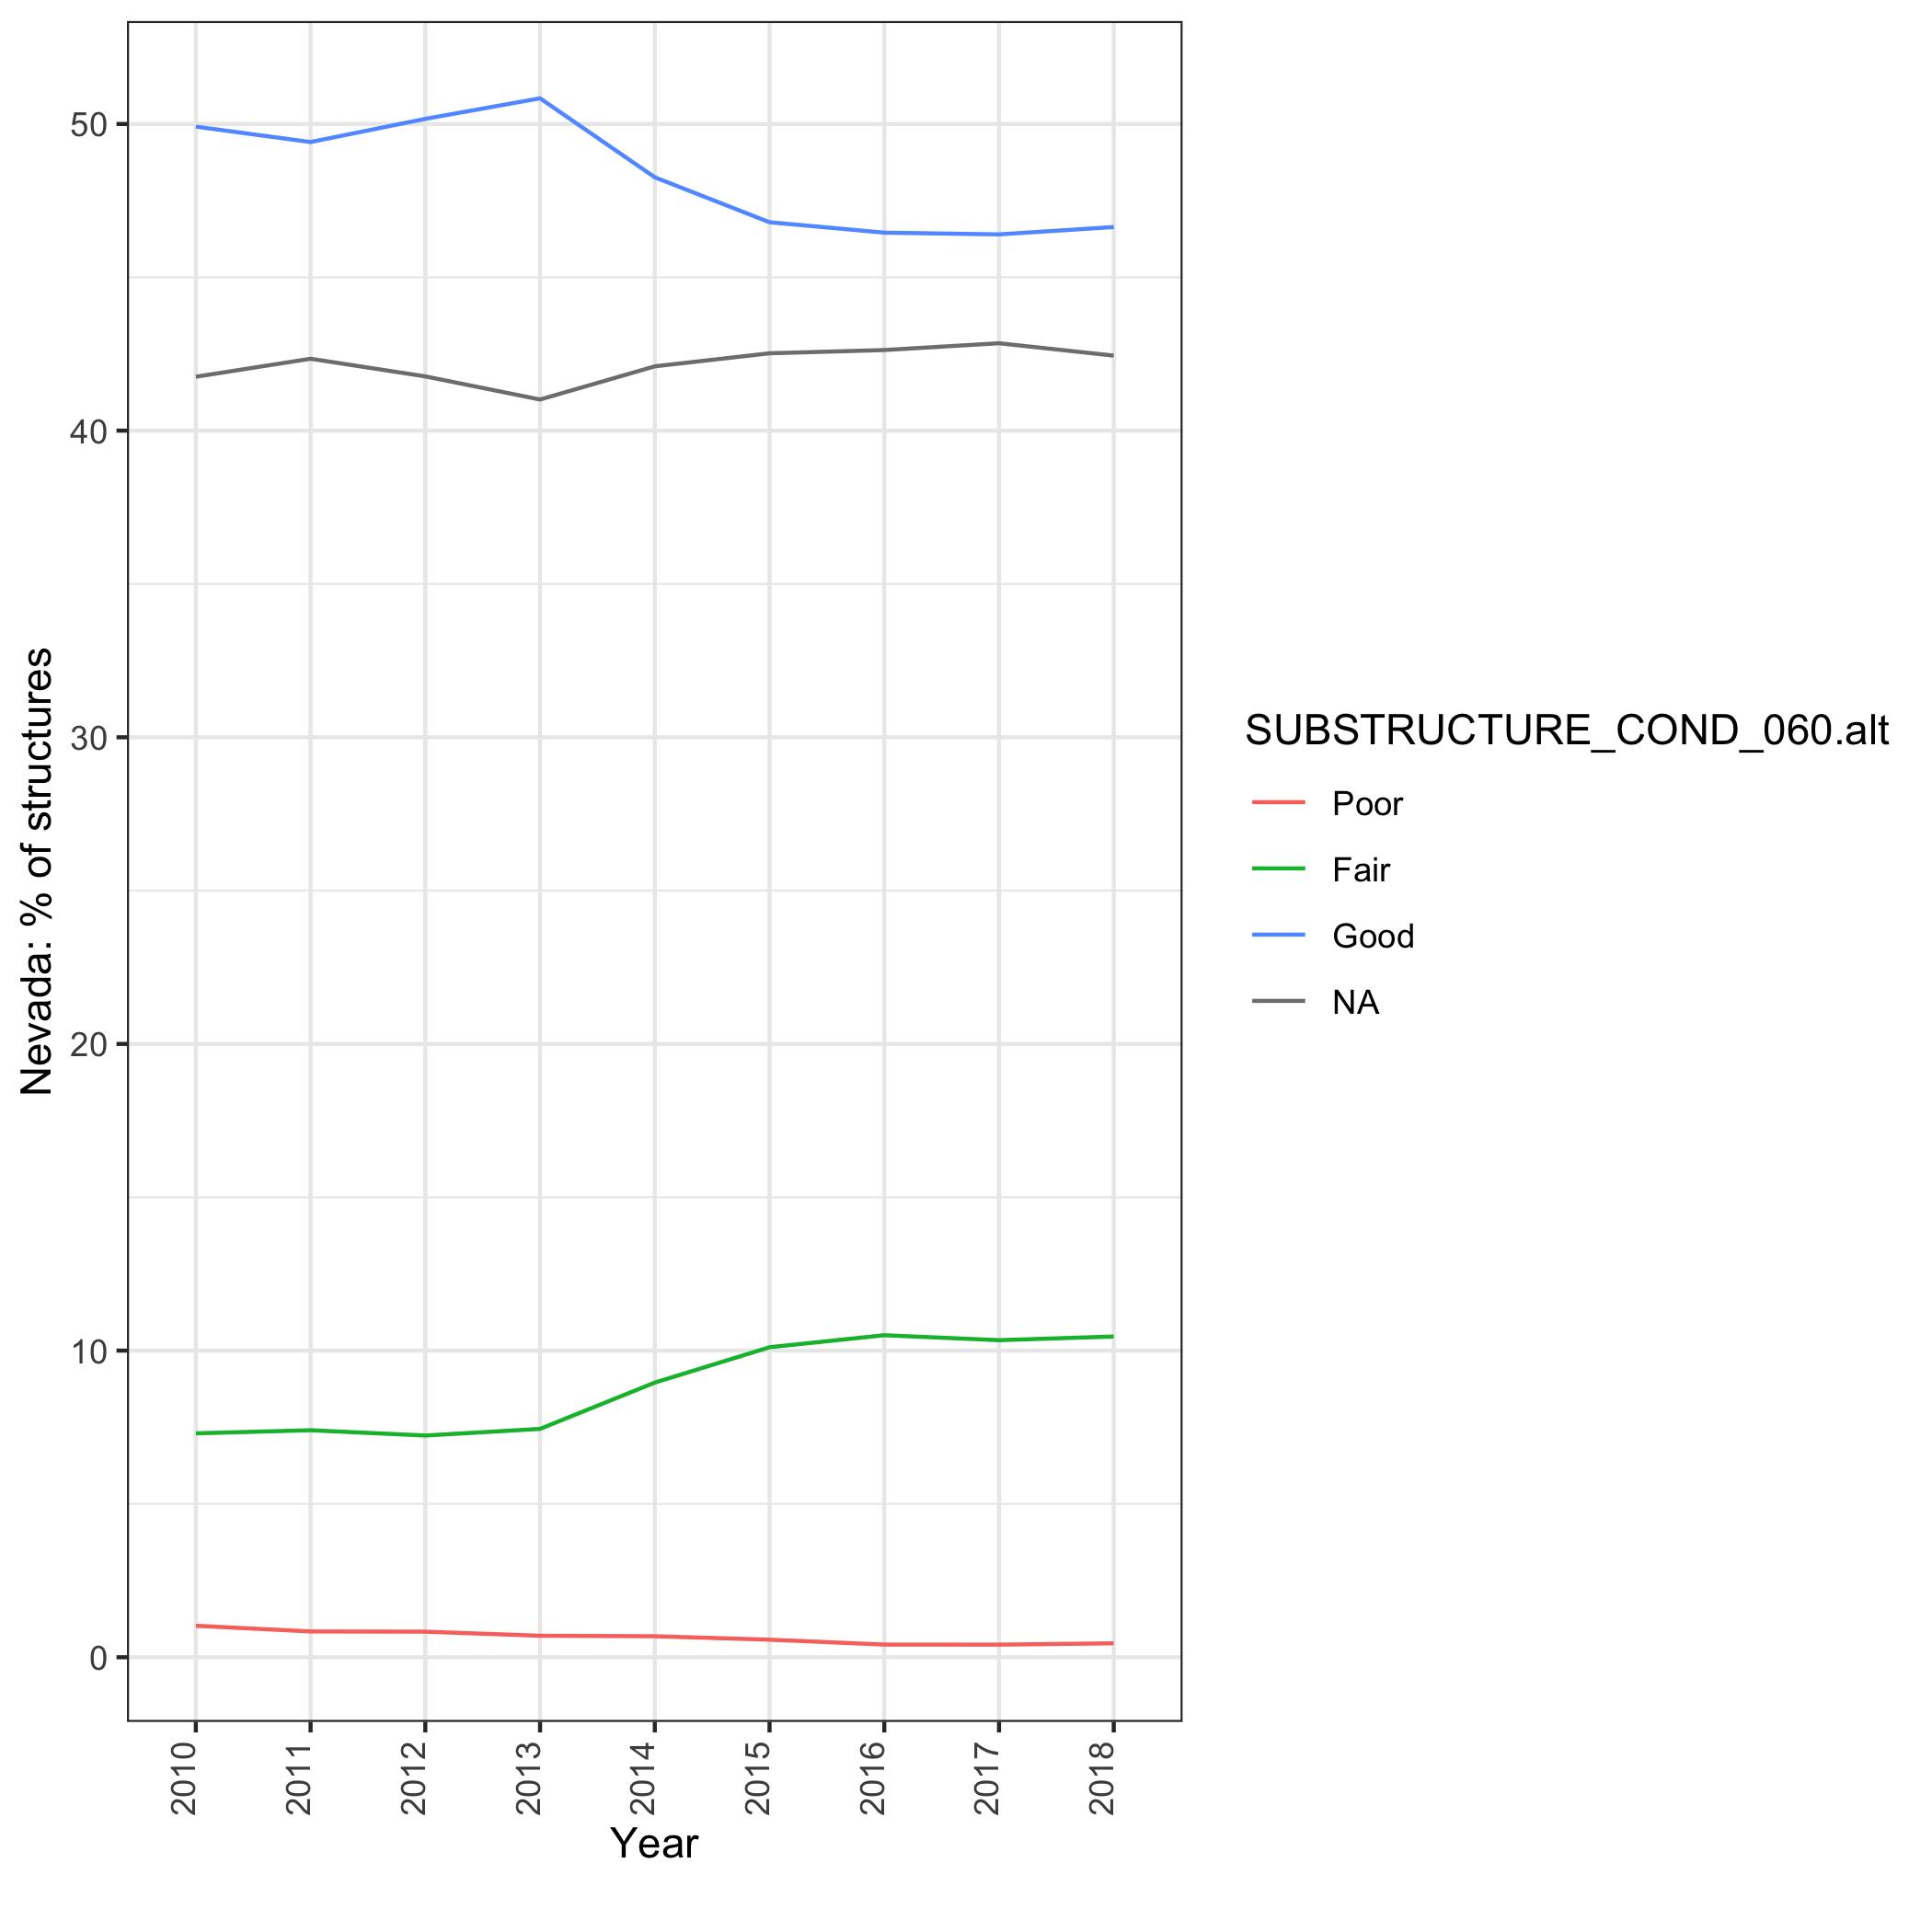 50
40
30
20
10
0
Nevada: % of structures
2010
2011
2012
2013
2014
2015
2016
2017
2018
Year
SUBSTRUCTURE_COND_060.alt
Poor
Fair
Good
NA